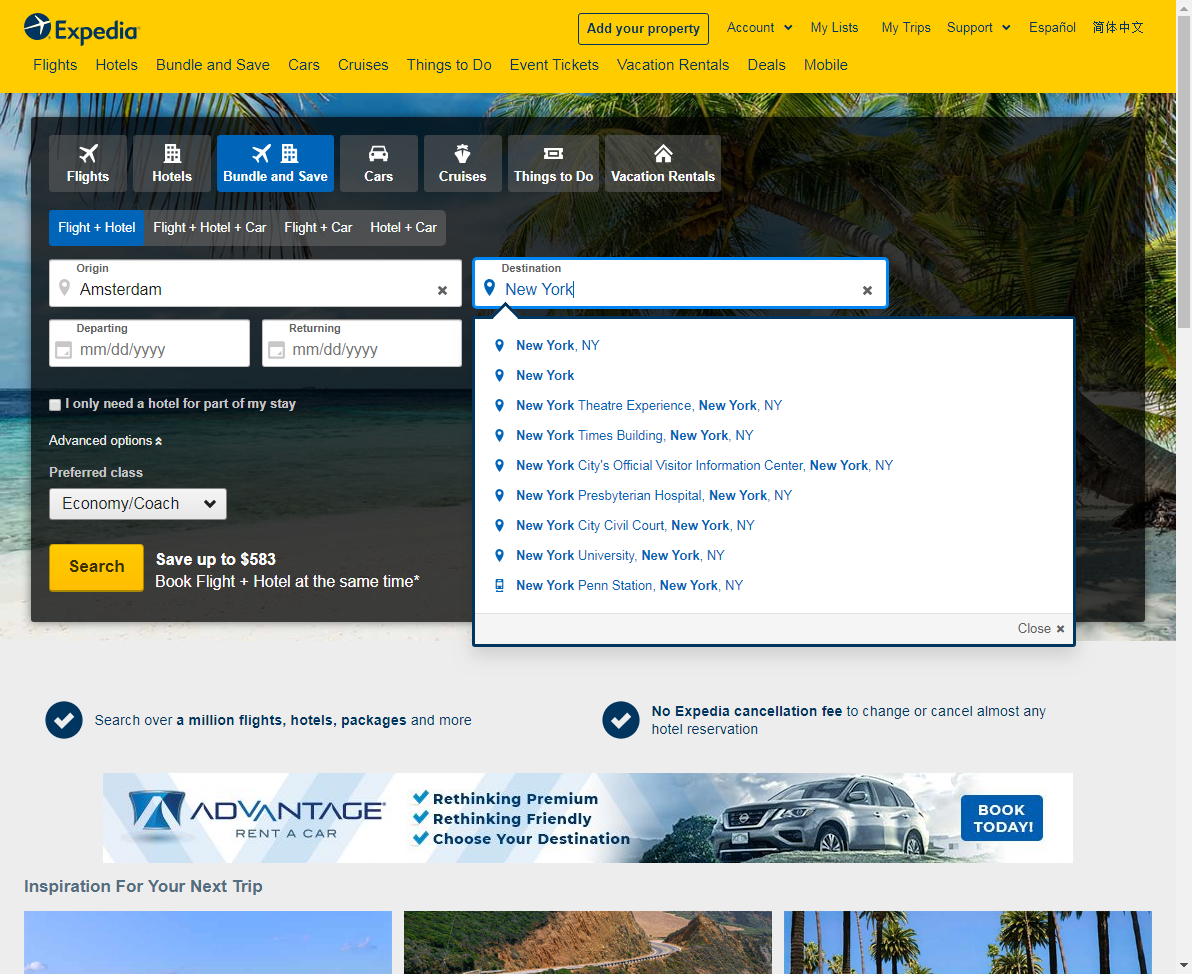 Expedia
Add your property
Account
My Lists
My Trips
Support
Español
简体中文
Flights
Hotels
Bundle and Save
Cars
Cruises
Things to Do
Event Tickets
Vacation Rentals
Deals
Mobile
Flights
Hotels
Bundle and Save
Cars
Cruises
Things to Do
Vacation Rentals
Flight + Hotel
Flight + Hotel + Car
Flight + Car
Hotel + Car
Origin
Amsterdam
Destination
New York
Departing
mm/dd/yyyy
Returning
mm/dd/yyyy
I only need a hotel for part of my stay
Advanced options
Preferred class
Economy/Coach
Search
Save up to $583
Book Flight + Hotel at the same time*
New York, NY
New York
New York Theatre Experience, New York, NY
New York Times Building, New York, NY
New York City's Official Visitor Information Center, New York, NY
New York Presbyterian Hospital, New York, NY
New York City Civil Court, New York, NY
New York University, New York, NY
New York Penn Station, New York, NY
Close
Search over a million flights, hotels, packages and more
No Expedia cancellation fee to change or cancel almost any
hotel reservation
ADVANTAGE
RENT A CAR
Rethinking Premium
Rethinking Friendly
Choose Your Destination
BOOK
TODAY!
Inspiration For Your Next Trip